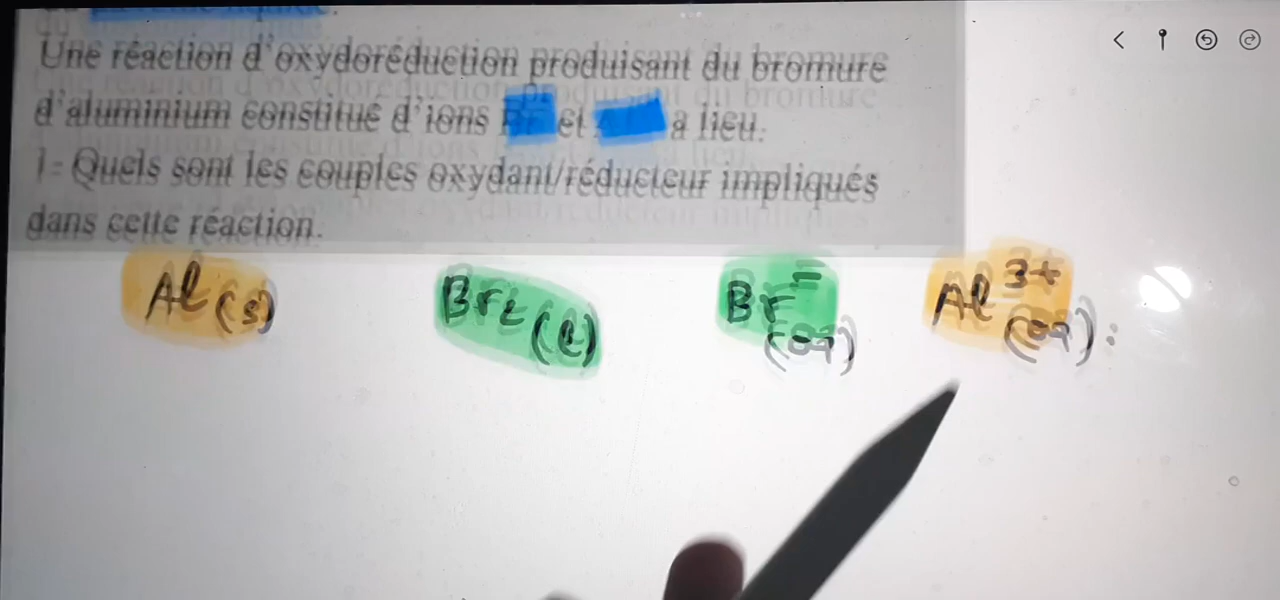 Une réaction d'oxydoréduction produisant du bromure
d'aluminium constitué d'ions et a lieu.
1- Quels sont les couples oxydant/réducteur impliqués
dans cette réaction.
Al(s) Br2(l) Br-(aq) Al3+(aq):